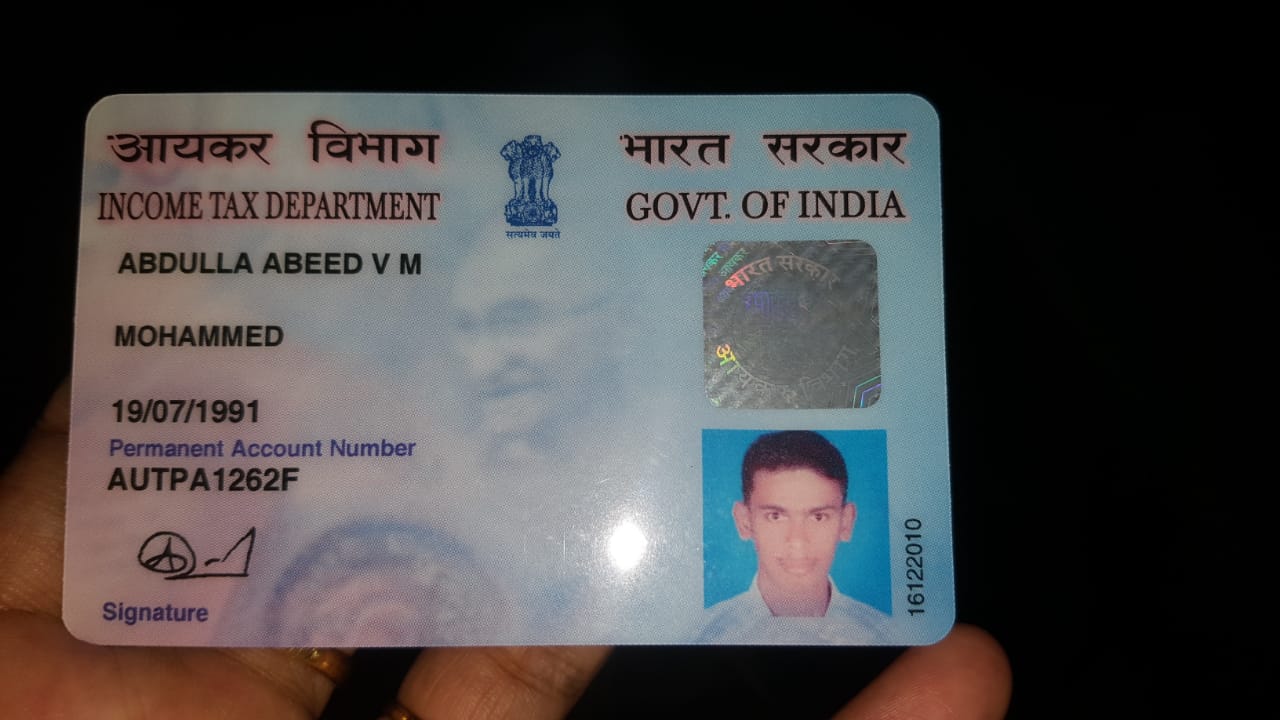 आयकर विभाग
INCOME TAX DEPARTMENT
सत्यमेव जयते
भारत सरकार
GOVT. OF INDIA
ABDULLA ABEED V M
MOHAMMED
19/07/1991
Permanent Account Number
AUTPA1262F
Signature
भारत सरकार
आयकर विभाग
16122010